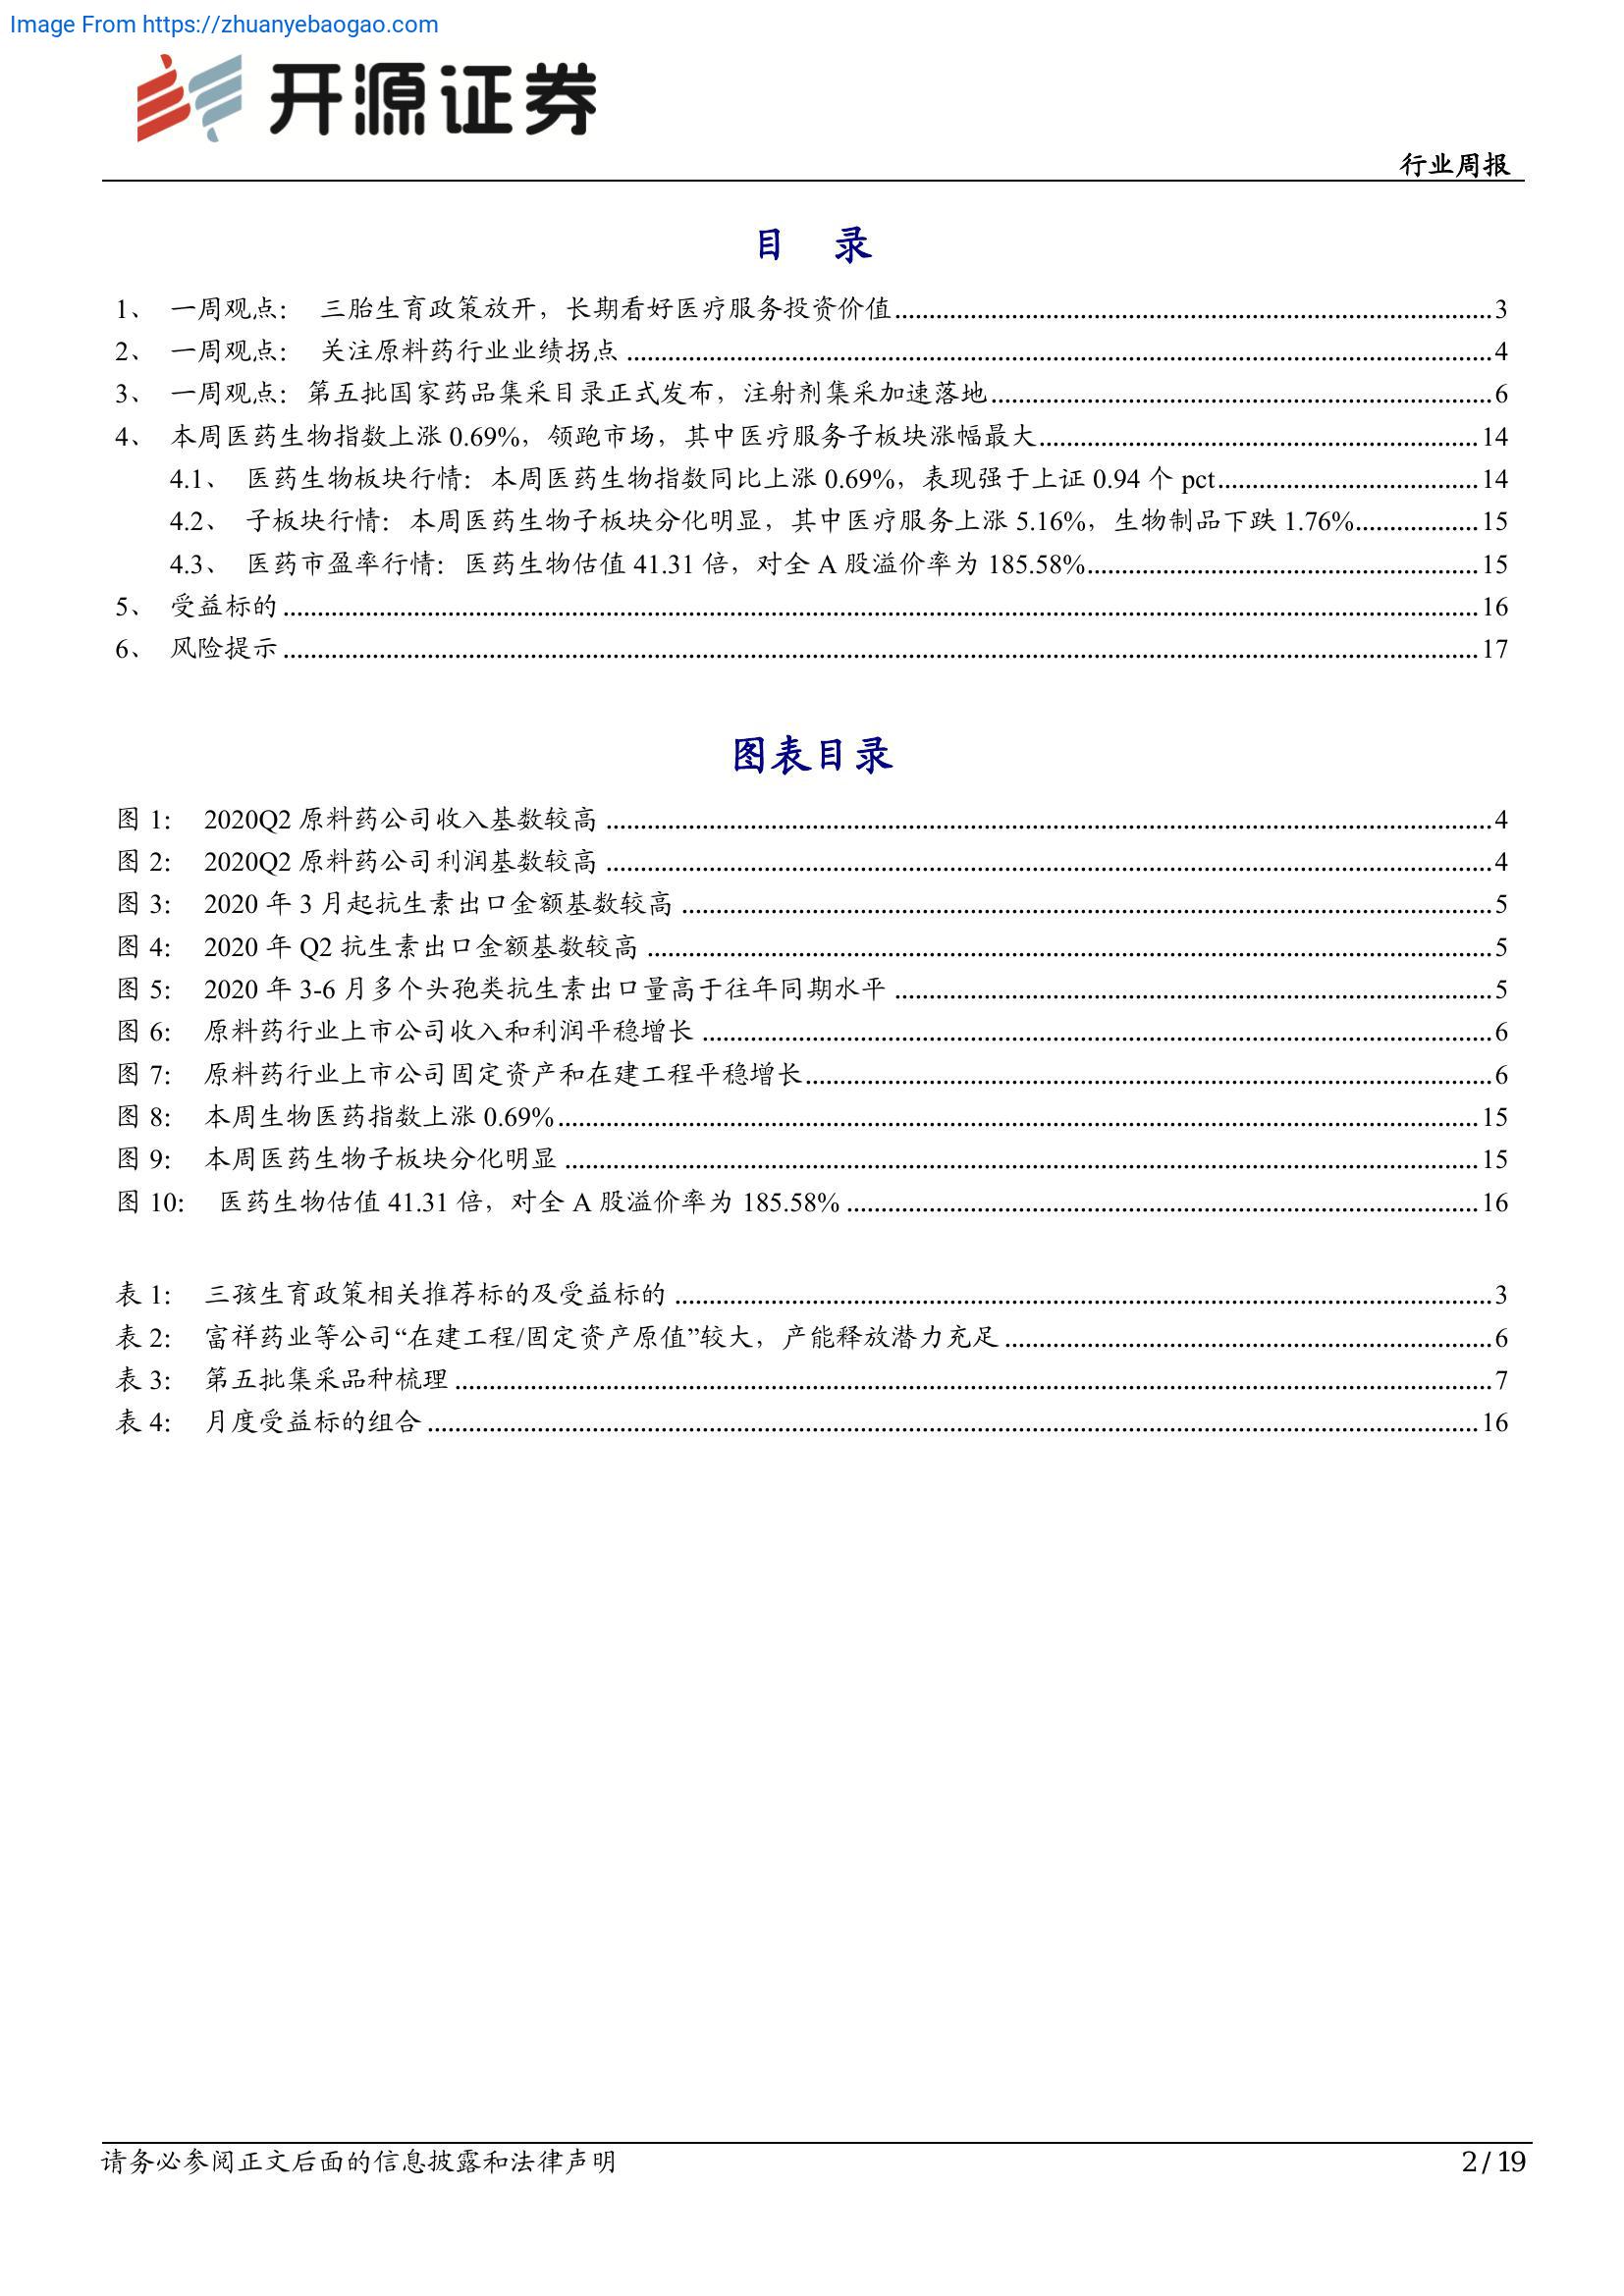 Image From https://zhuanyebaogao.com
开源证券
行业周报
目 录
1、 一周观点： 三胎生育政策放开，长期看好医疗服务投资价值 3
2、 一周观点： 关注原料药行业业绩拐点 4
3、 一周观点：第五批国家药品集采目录正式发布，注射剂集采加速落地 6
4、 本周医药生物指数上涨 0.69%，领跑市场，其中医疗服务子板块涨幅最大 14
4.1、 医药生物板块行情：本周医药生物指数同比上涨 0.69%，表现强于上证 0.94 个 pct 14
4.2、 子板块行情：本周医药生物子板块分化明显，其中医疗服务上涨 5.16%，生物制品下跌 1.76% 15
4.3、 医药市盈率行情：医药生物估值 41.31 倍，对全 A 股溢价率为 185.58% 15
5、 受益标的 16
6、 风险提示 17
图表目录
图 1： 2020Q2 原料药公司收入基数较高 4
图 2： 2020Q2 原料药公司利润基数较高 4
图 3： 2020 年 3 月起抗生素出口金额基数较高 5
图 4： 2020 年 Q2 抗生素出口金额基数较高 5
图 5： 2020 年 3-6 月多个头孢类抗生素出口量高于往年同期水平 5
图 6： 原料药行业上市公司收入和利润平稳增长 6
图 7： 原料药行业上市公司固定资产和在建工程平稳增长 6
图 8： 本周生物医药指数上涨 0.69% 15
图 9： 本周医药生物子板块分化明显 15
图 10： 医药生物估值 41.31 倍，对全 A 股溢价率为 185.58% 16
表 1： 三孩生育政策相关推荐标的及受益标的 3
表 2： 富祥药业等公司“在建工程/固定资产原值”较大，产能释放潜力充足 6
表 3： 第五批集采品种梳理 7
表 4： 月度受益标的组合 16
请务必参阅正文后面的信息披露和法律声明 2 / 19